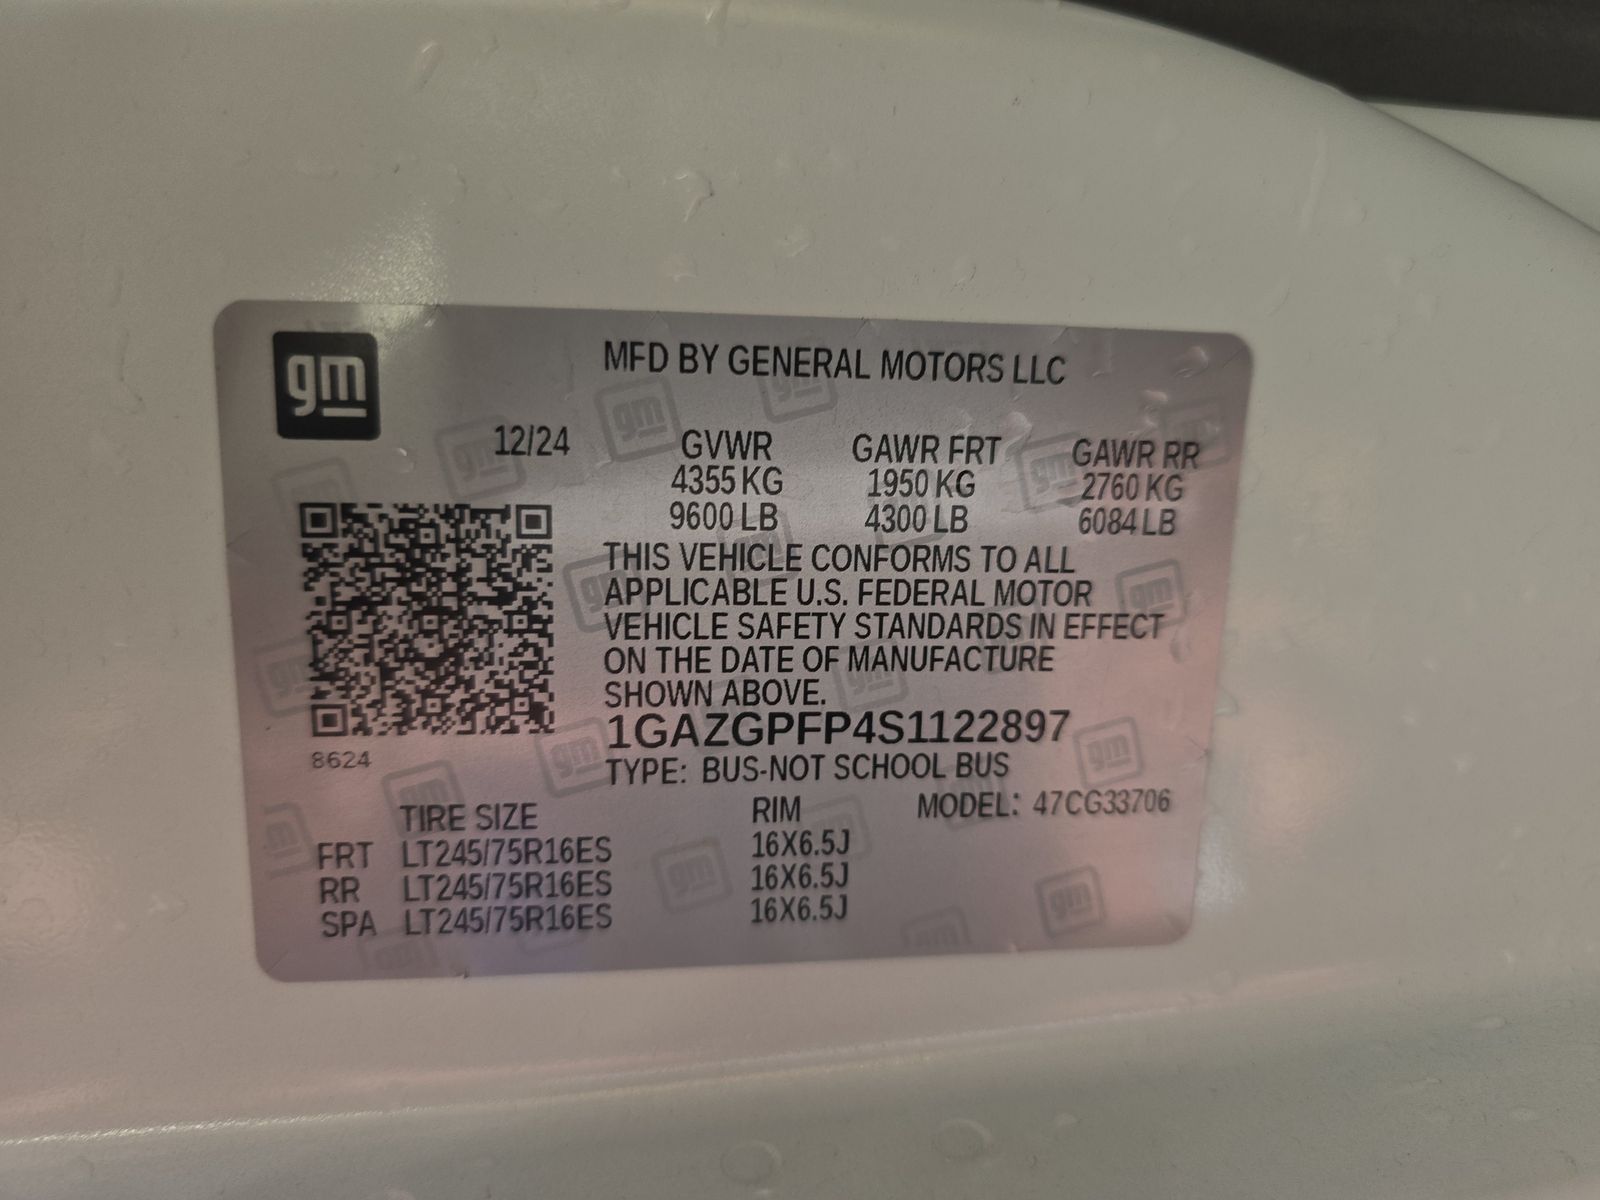 gm
MFD BY GENERAL MOTORS LLC
12/24 GVWR GAWR FRT GAWR RR
4355 KG 1950 KG 2760 KG
9600 LB 4300 LB 6084 LB
THIS VEHICLE CONFORMS TO ALL
APPLICABLE U.S. FEDERAL MOTOR
VEHICLE SAFETY STANDARDS IN EFFECT
ON THE DATE OF MANUFACTURE
SHOWN ABOVE.
1GAZGPFP4S1122897
8624
TYPE: BUS-NOT SCHOOL BUS
TIRE SIZE RIM MODEL: 47CG33706
FRT LT245/75R16ES 16X6.5J
RR LT245/75R16ES 16X6.5J
SPA LT245/75R16ES 16X6.5J